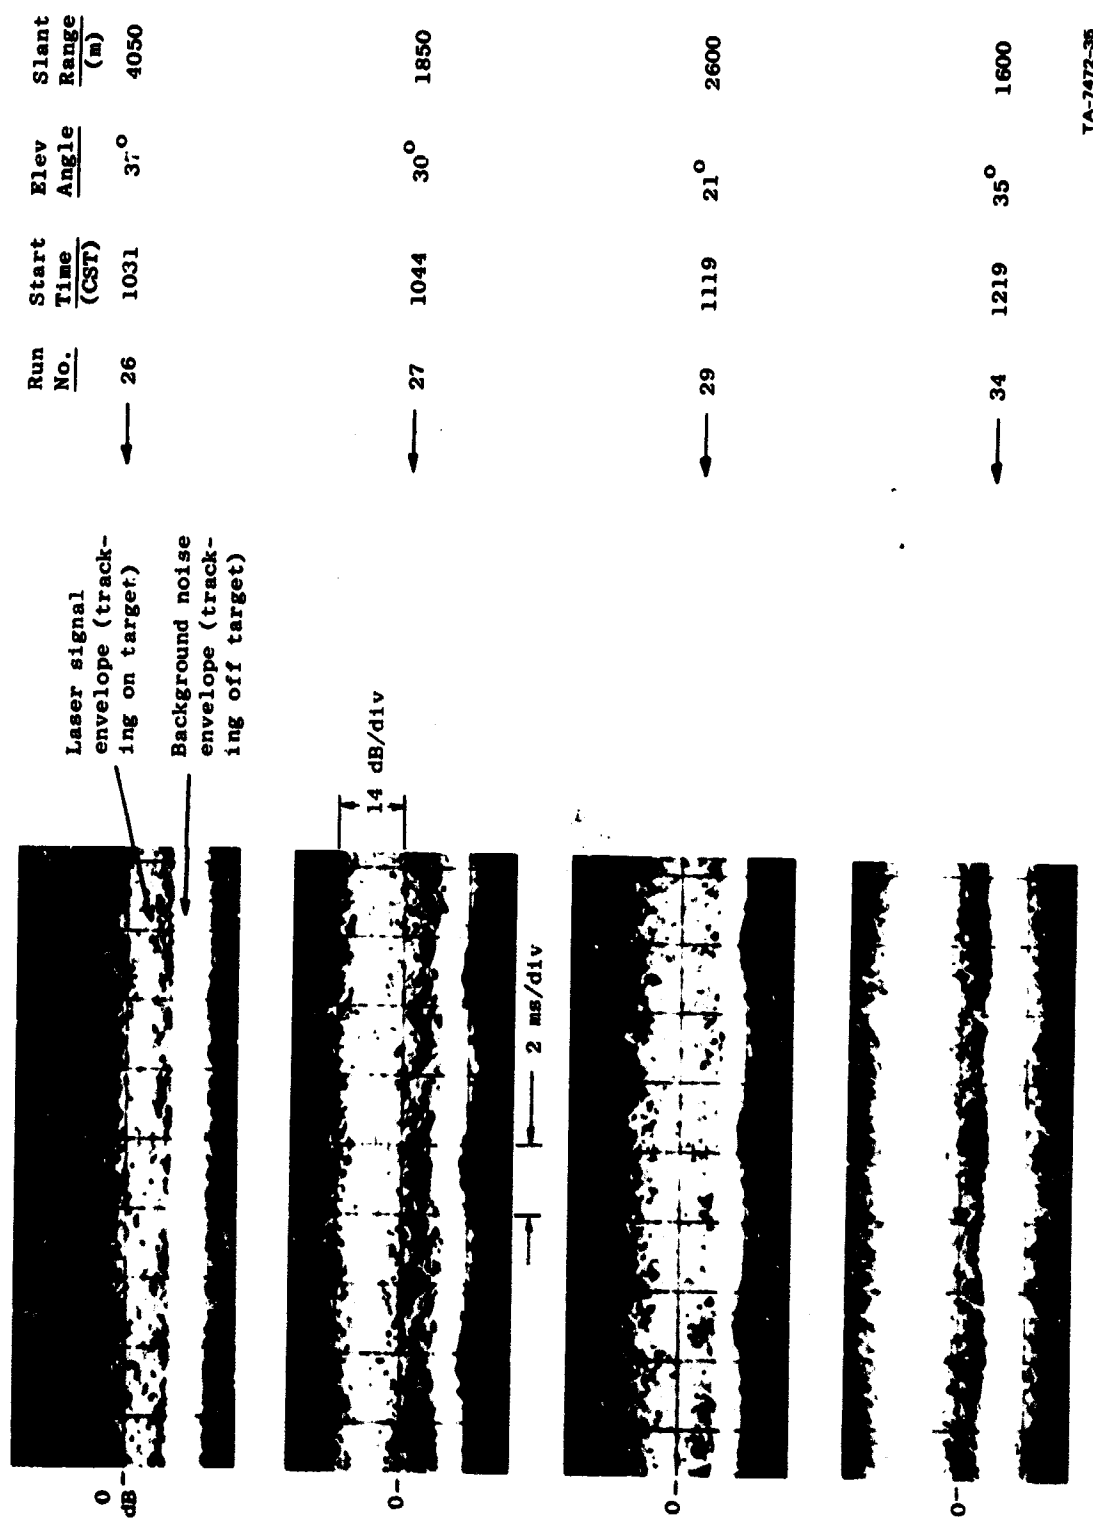 Run No.
Start Time (CST)
Elev Angle
Slant Range (m)
26 1031 37° 4050
Laser signal
envelope (track-
ing on target)
Background noise
envelope (track-
ing off target)
0
dB
27 1044 30° 1850
14 dB/div
2 ms/div
0
29 1119 21° 2600
0
34 1219 35° 1600
0
TA-7472-35